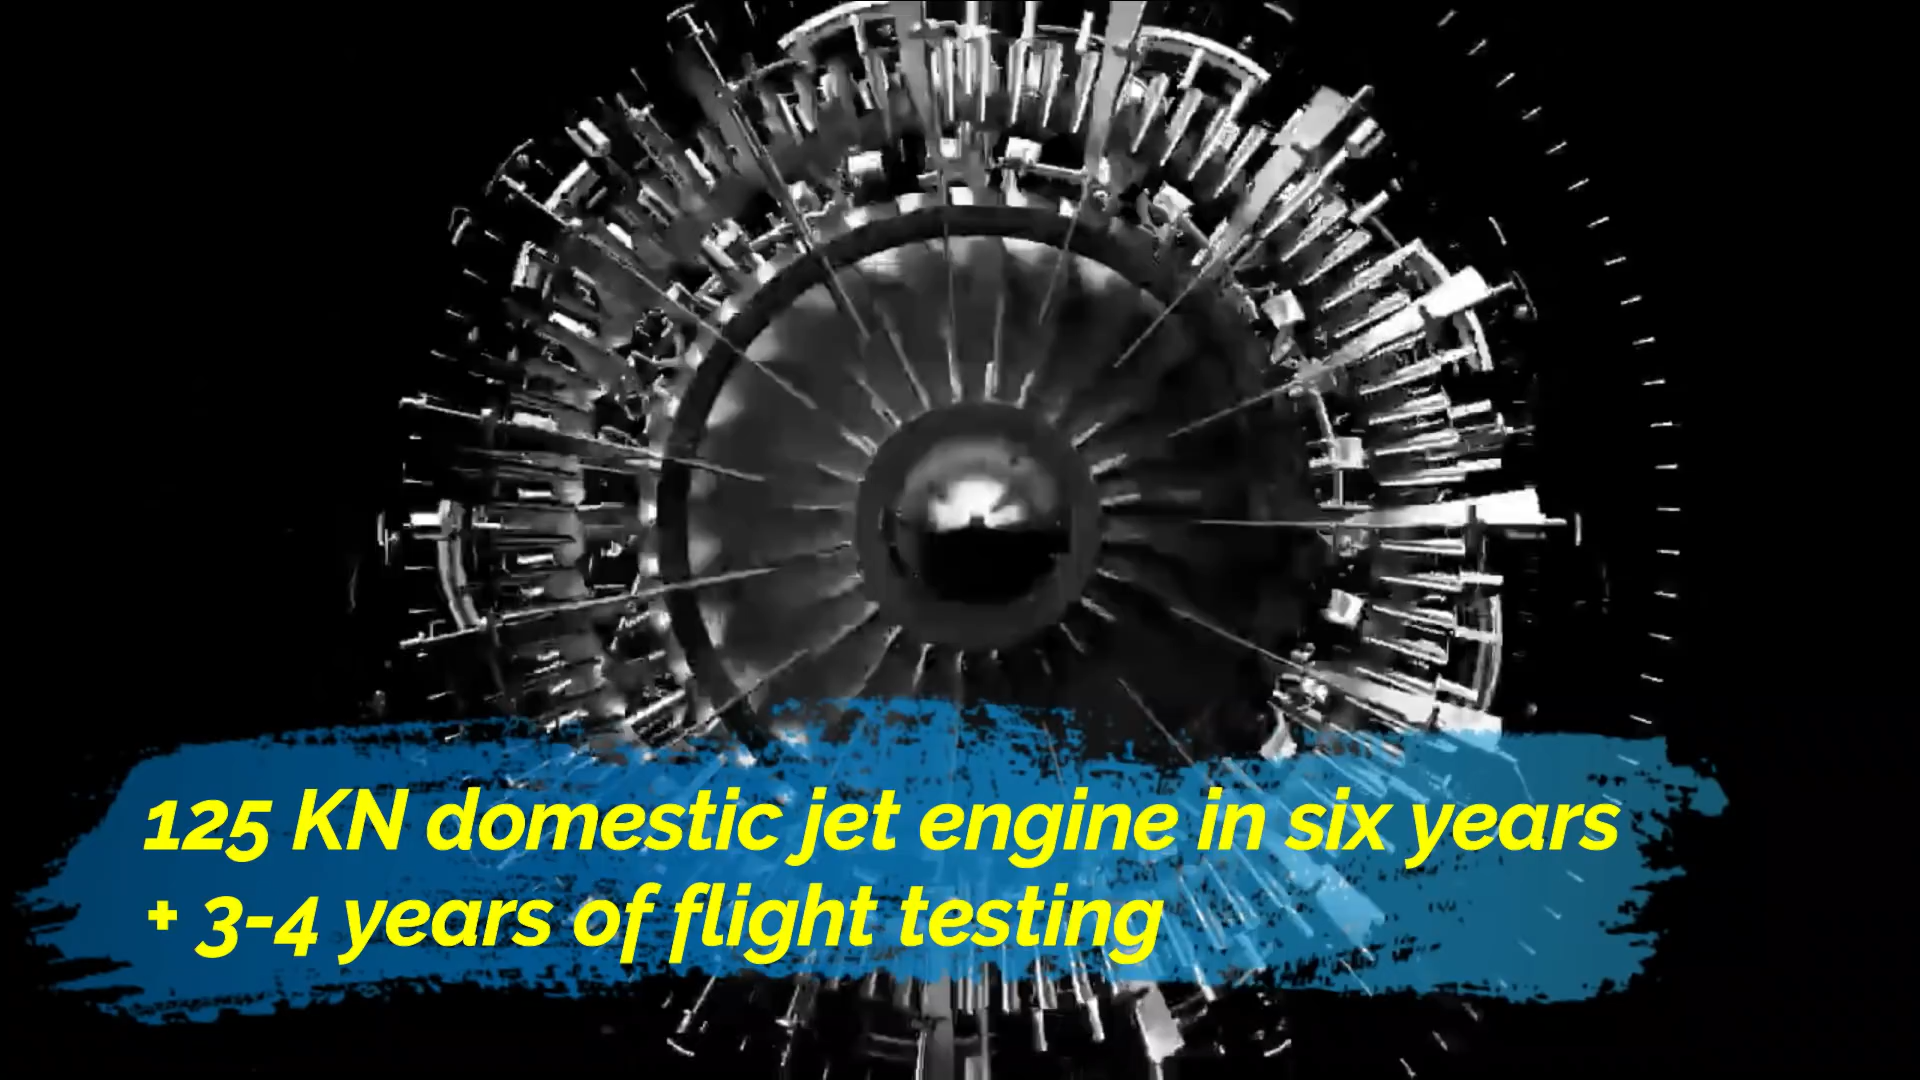 125 KN domestic jet engine in six years
+ 3-4 years of flight testing